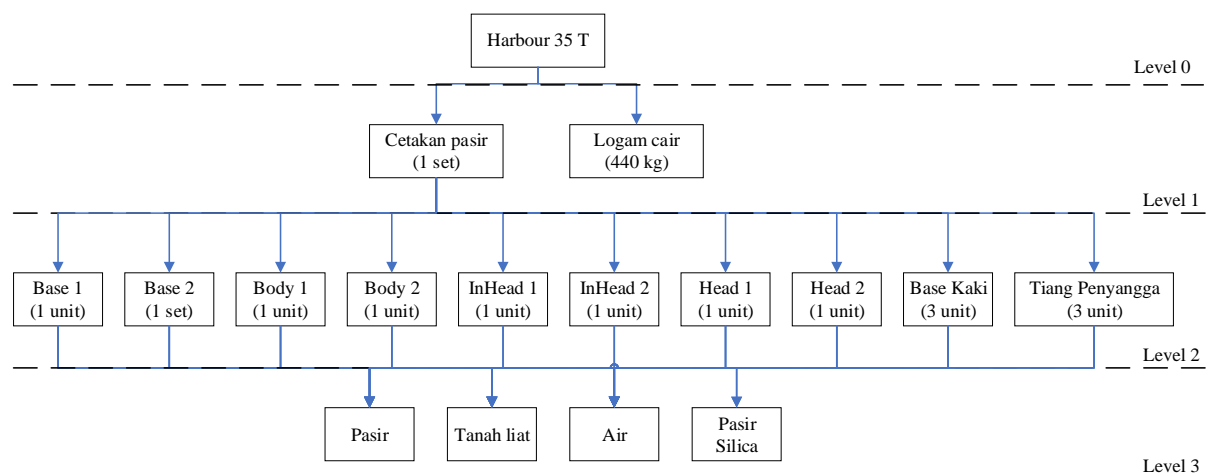 Harbour 35 T
Level 0
Cetakan pasir
(1 set)
Logam cair
(440 kg)
Level 1
Base 1
(1 unit)
Base 2
(1 set)
Body 1
(1 unit)
Body 2
(1 unit)
InHead 1
(1 unit)
InHead 2
(1 unit)
Head 1
(1 unit)
Head 2
(1 unit)
Base Kaki
(3 unit)
Tiang Penyangga
(3 unit)
Level 2
Pasir
Tanah liat
Air
Pasir
Silica
Level 3